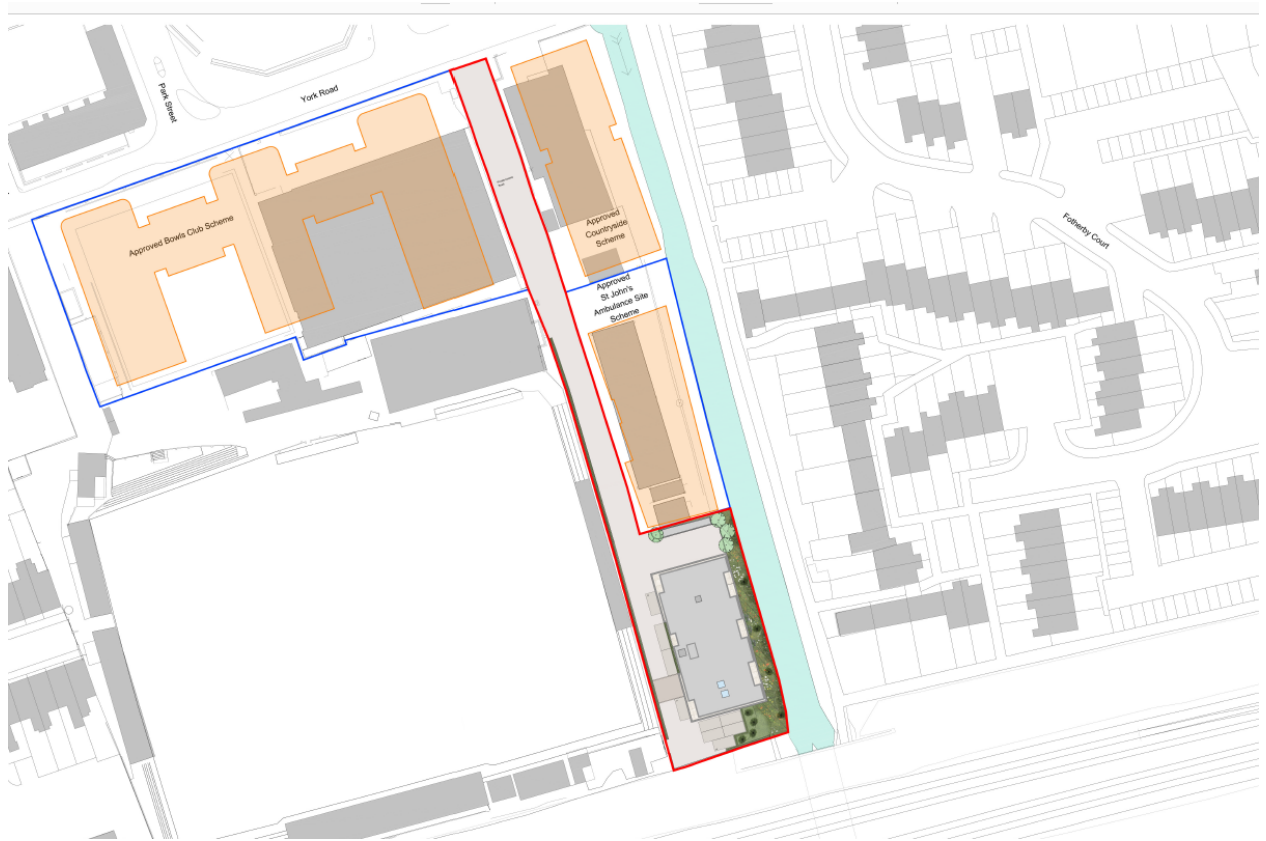 Park Street
York Road
Approved Bowls Club Scheme
Approved
Countryside
Scheme
Approved
St John's
Ambulance Site
Scheme
Fotherby Court